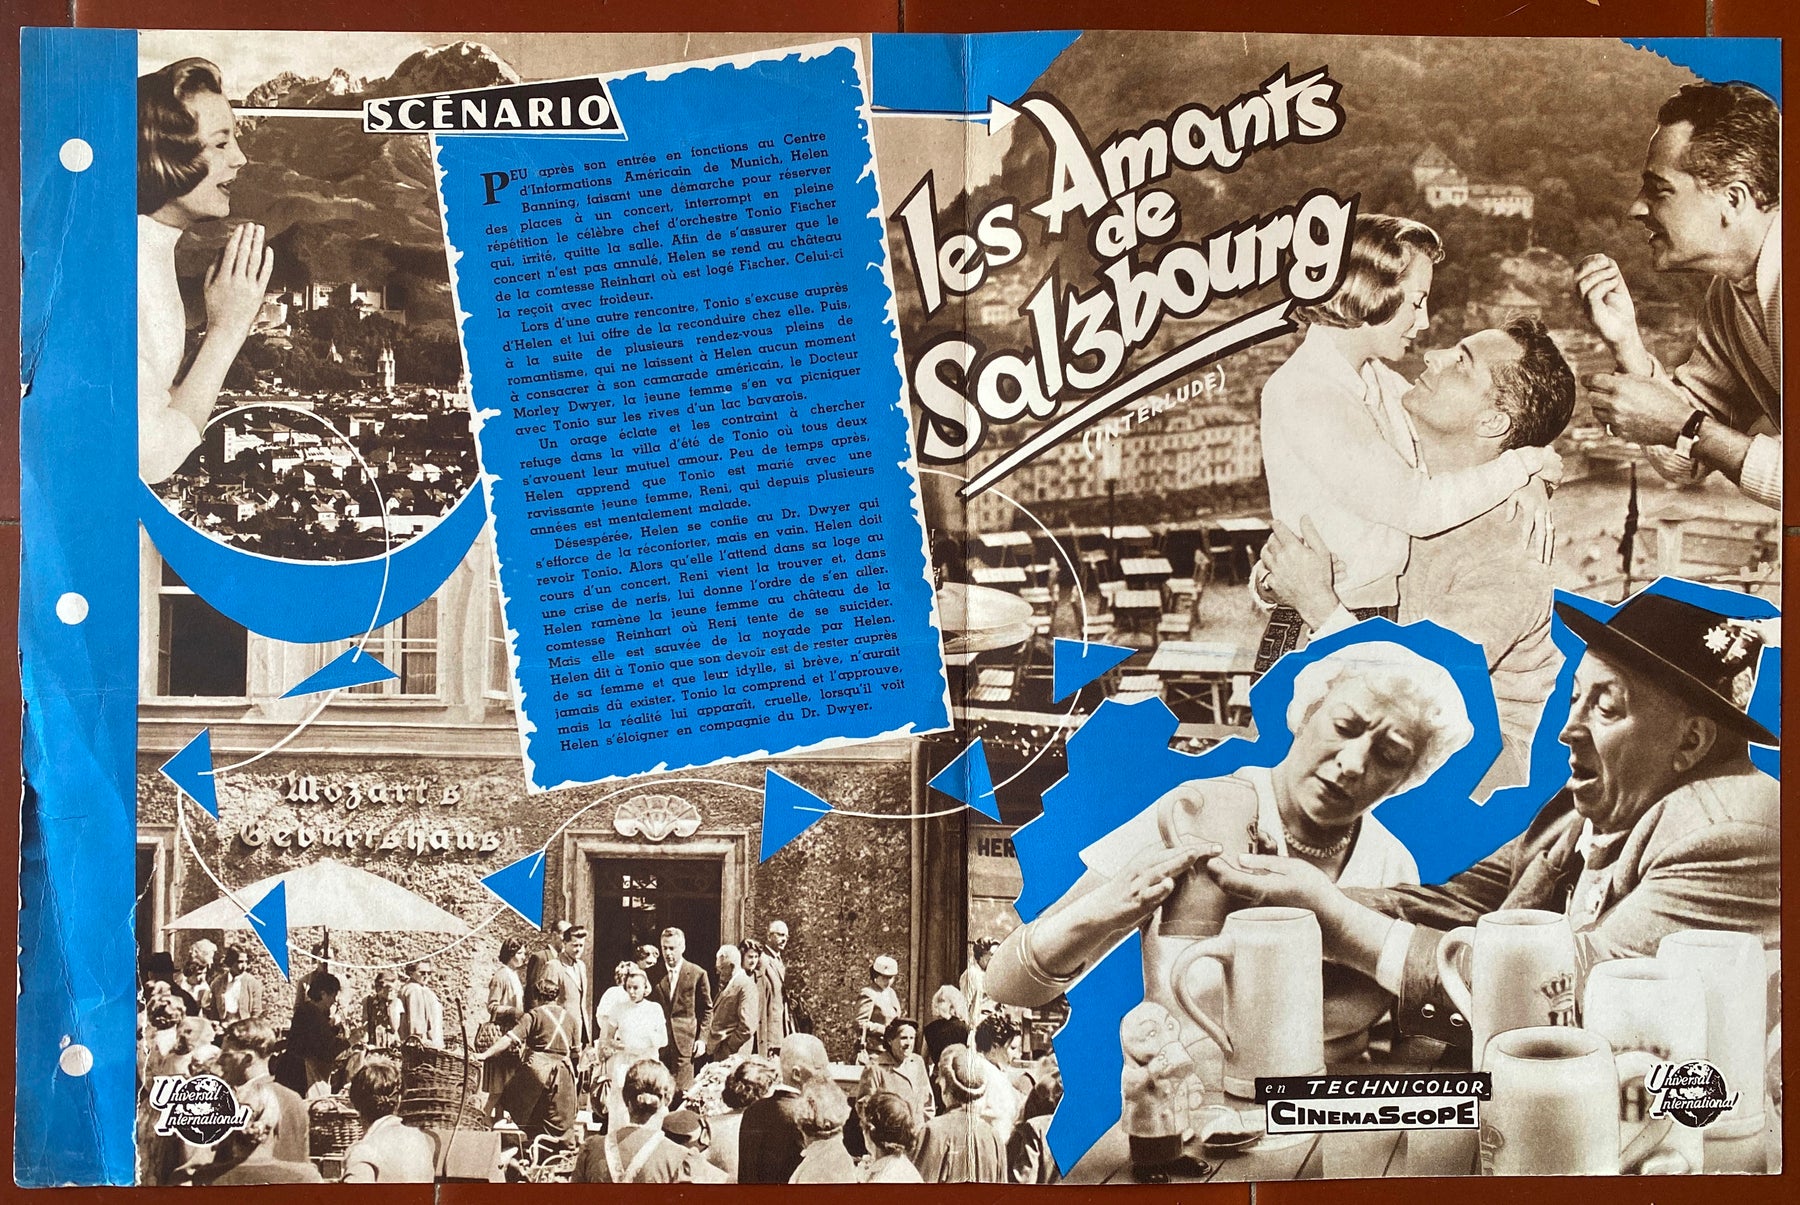 SCÉNARIO
PEU après son entrée en fonctions au Centre
d'Informations Américain de Munich, Helen
Banning, faisant une démarche pour réserver
des places à un concert, interrompt en pleine
répétition le célèbre chef d'orchestre Tonio Fischer
qui, irrité, quitte la salle. Afin de s'assurer que le
concert n'est pas annulé, Helen se rend au château
de la comtesse Reinhart où est logé Fischer. Celui-ci
la reçoit avec froideur.
Lors d'une autre rencontre, Tonio s'excuse auprès
d'Helen et lui offre de la reconduire chez elle. Puis,
à la suite de plusieurs rendez-vous pleins de
romantisme, qui ne laissent à Helen aucun moment
à consacrer à son camarade américain, le Docteur
Morley Dwyer, la jeune femme s'en va picniquer
avec Tonio sur les rives d'un lac bavarois.
Un orage éclate et les contraint à chercher
refuge dans la villa d'été de Tonio où tous deux
s'avouent leur mutuel amour. Peu de temps après,
Helen apprend que Tonio est marié avec une
ravissante jeune femme, Reni, qui depuis plusieurs
années est mentalement malade.
Désespérée, Helen se confie au Dr. Dwyer qui
s'efforce de la réconforter, mais en vain. Helen doit
revoir Tonio. Alors qu'elle l'attend dans sa loge au
cours d'un concert, Reni vient la trouver et, dans
une crise de nerfs, lui donne l'ordre de s'en aller.
Helen ramène la jeune femme au château de la
comtesse Reinhart où Reni tente de se suicider.
Mais elle est sauvée de la noyade par Helen.
Helen dit à Tonio que son devoir est de rester auprès
de sa femme et que leur idylle, si brève, n'aurait
jamais dû exister. Tonio la comprend et l'approuve,
mais la réalité lui apparaît, cruelle, lorsqu'il voit
Helen s'éloigner en compagnie du Dr. Dwyer.
les Amants
de
Salzbourg
(INTERLUDE)
Mozart's
Geburtshaus
HER
en TECHNICOLOR
CINEMASCOPE
Universal
International
Universal
International
H